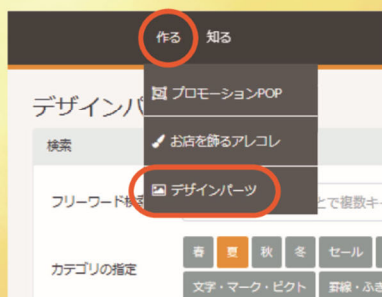 作る 知る
デザインパ
プロモーションPOP
検索
お店を飾るアレコレ
デザインパーツ
フリーワード検
とで複数キー
カテゴリの指定
春 夏 秋 冬 セール
文字・マーク・ピクト 罫線・ふき